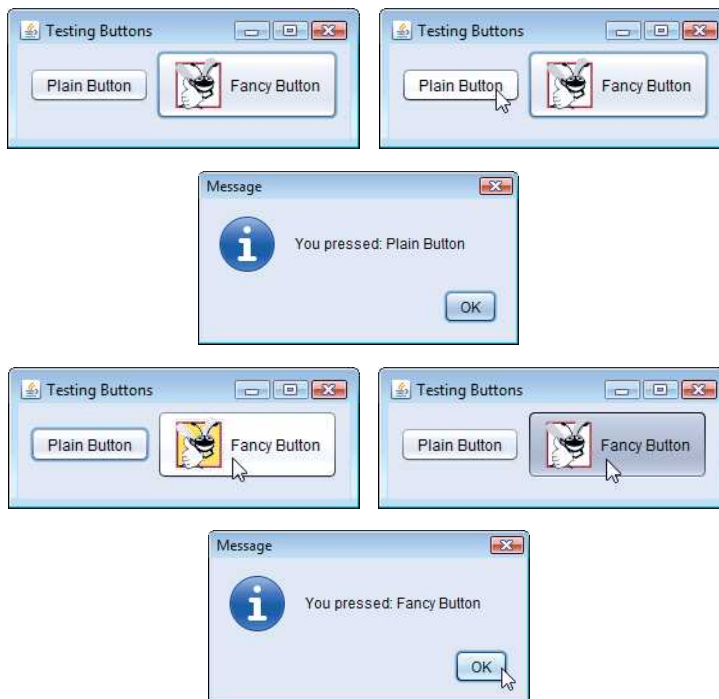 Testing Buttons
Plain Button
Fancy Button
Testing Buttons
Plain Button
Fancy Button
Message
You pressed: Plain Button
OK
Testing Buttons
Plain Button
Fancy Button
Testing Buttons
Plain Button
Fancy Button
Message
You pressed: Fancy Button
OK